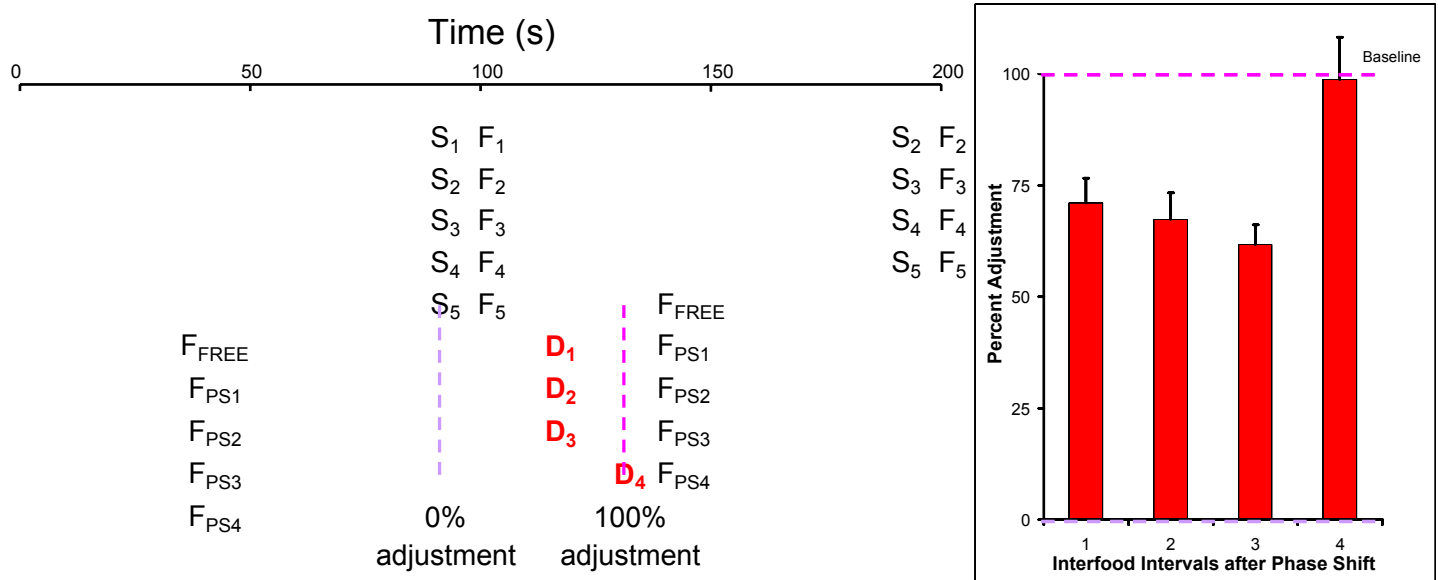 Time (s)
0 50 100 150 200
S1 F1 S2 F2
S2 F2 S3 F3
S3 F3 S4 F4
S4 F4 S5 F5
S5 F5 FFREE
FFREE D1 FPS1
FPS1 D2 FPS2
FPS2 D3 FPS3
FPS3 D4 FPS4
FPS4 0% 100%
adjustment adjustment
Baseline
100
75
50
25
0
Percent Adjustment
1 2 3 4
Interfood Intervals after Phase Shift